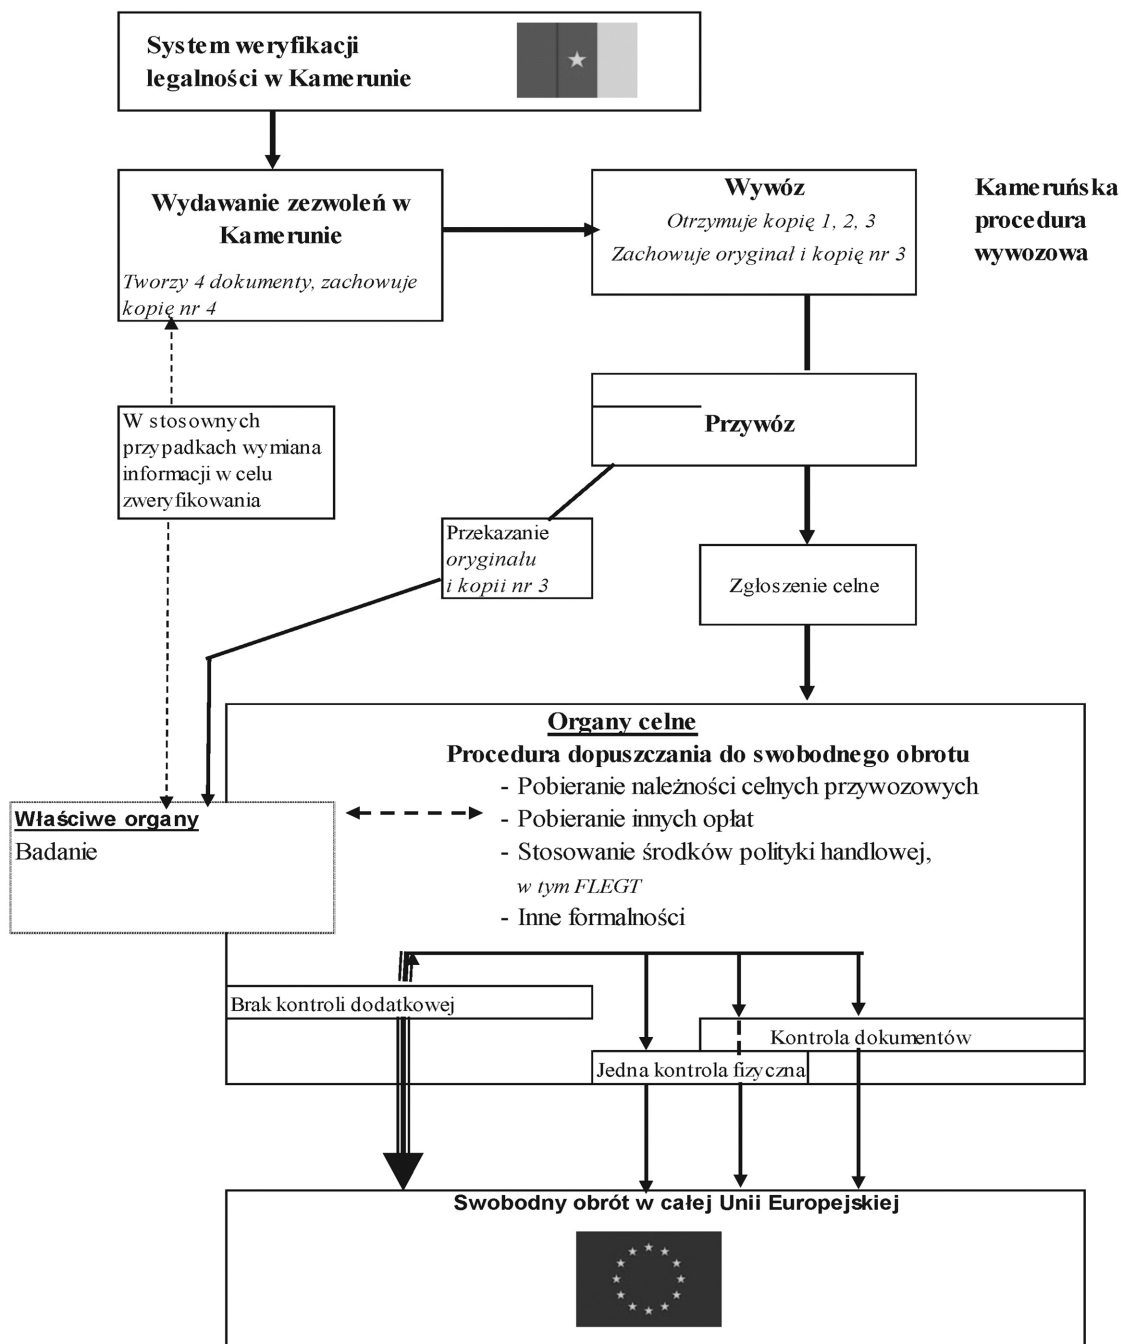 System weryfikacji
legalności w Kamerunie
Wydawanie zezwoleń w
Kamerunie
Tworzy 4 dokumenty, zachowuje
kopię nr 4
Wywóz
Otrzymuje kopię 1, 2, 3
Zachowuje oryginał i kopię nr 3
Kameruńska
procedura
wywozowa
W stosownych
przypadkach wymiana
informacji w celu
zweryfikowania
Przywóz
Przekazanie
oryginału
i kopii nr 3
Zgłoszenie celne
Organy celne
Procedura dopuszczania do swobodnego obrotu
- Pobieranie należności celnych przywozowych
- Pobieranie innych opłat
- Stosowanie środków polityki handlowej,
w tym FLEGT
- Inne formalności
Właściwe organy
Badanie
Brak kontroli dodatkowej
Kontrola dokumentów
Jedna kontrola fizyczna
Swobodny obrót w całej Unii Europejskiej